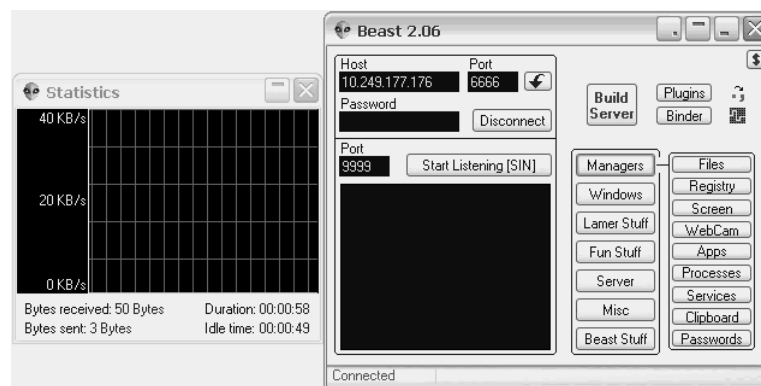 Statistics
40 KB/s
20 KB/s
0 KB/s
Bytes received: 50 Bytes Duration: 00:00:58
Bytes sent: 3 Bytes Idle time: 00:00:49
Beast 2.06
Host Port
10.249.177.176 6666
Password
Disconnect
Port
9999 Start Listening [SIN]
Build
Server
Plugins
Binder
$
Managers
Windows
Lamer Stuff
Fun Stuff
Server
Misc
Beast Stuff
Files
Registry
Screen
WebCam
Apps
Processes
Services
Clipboard
Passwords
Connected